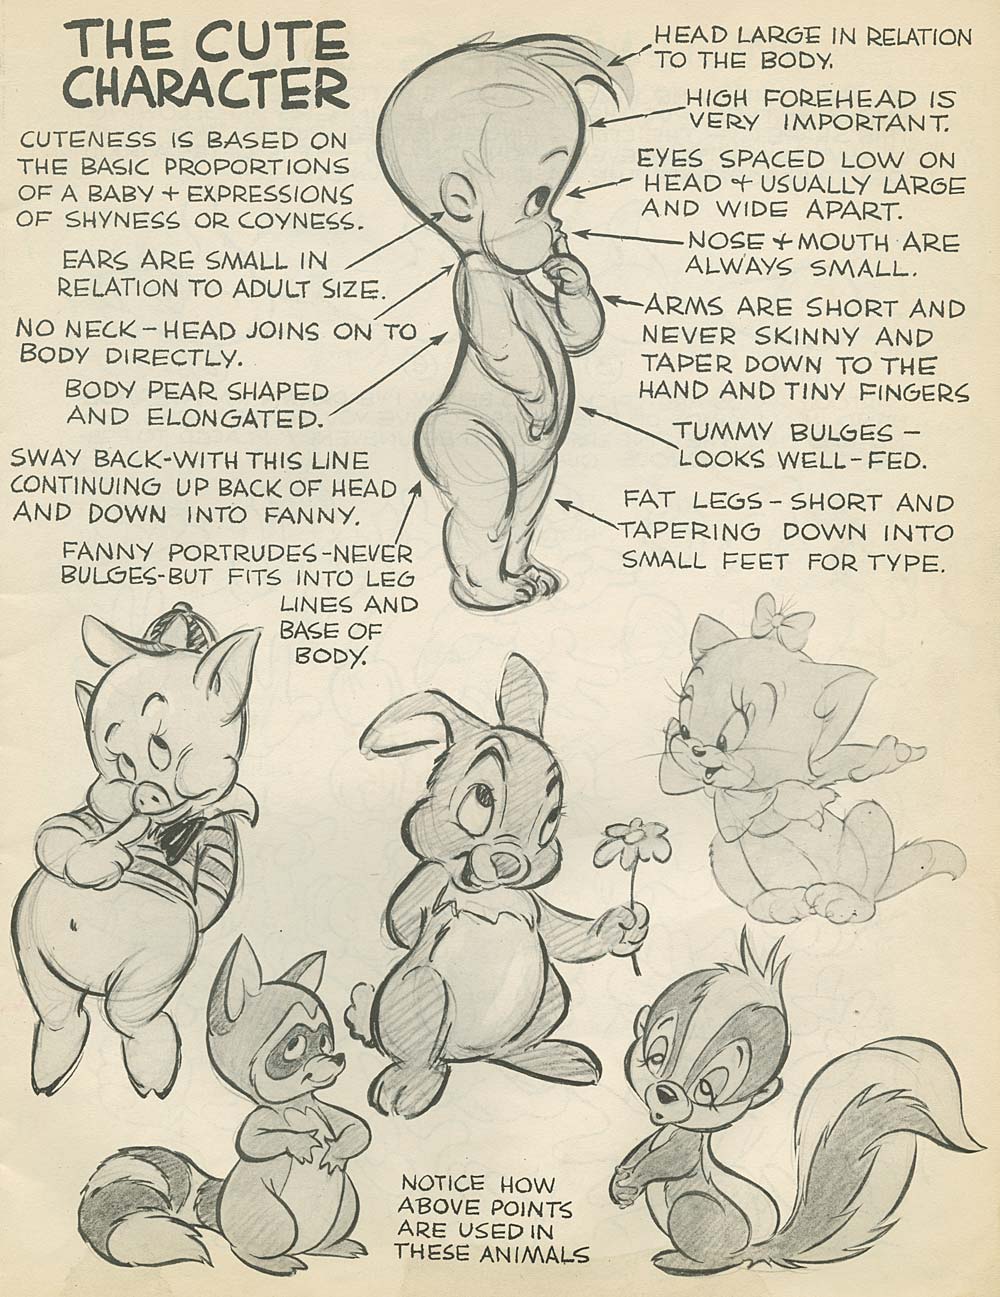 THE CUTE
CHARACTER
CUTENESS IS BASED ON
THE BASIC PROPORTIONS
OF A BABY + EXPRESSIONS
OF SHYNESS OR COYNESS.
EARS ARE SMALL IN
RELATION TO ADULT SIZE.
NO NECK - HEAD JOINS ON TO
BODY DIRECTLY.
BODY PEAR SHAPED
AND ELONGATED.
SWAY BACK-WITH THIS LINE
CONTINUING UP BACK OF HEAD
AND DOWN INTO FANNY.
FANNY PORTRUDES-NEVER
BULGES-BUT FITS INTO LEG
LINES AND
BASE OF
BODY.
HEAD LARGE IN RELATION
TO THE BODY.
HIGH FOREHEAD IS
VERY IMPORTANT.
EYES SPACED LOW ON
HEAD + USUALLY LARGE
AND WIDE APART.
NOSE + MOUTH ARE
ALWAYS SMALL.
ARMS ARE SHORT AND
NEVER SKINNY AND
TAPER DOWN TO THE
HAND AND TINY FINGERS
TUMMY BULGES -
LOOKS WELL-FED.
FAT LEGS - SHORT AND
TAPERING DOWN INTO
SMALL FEET FOR TYPE.
NOTICE HOW
ABOVE POINTS
ARE USED IN
THESE ANIMALS